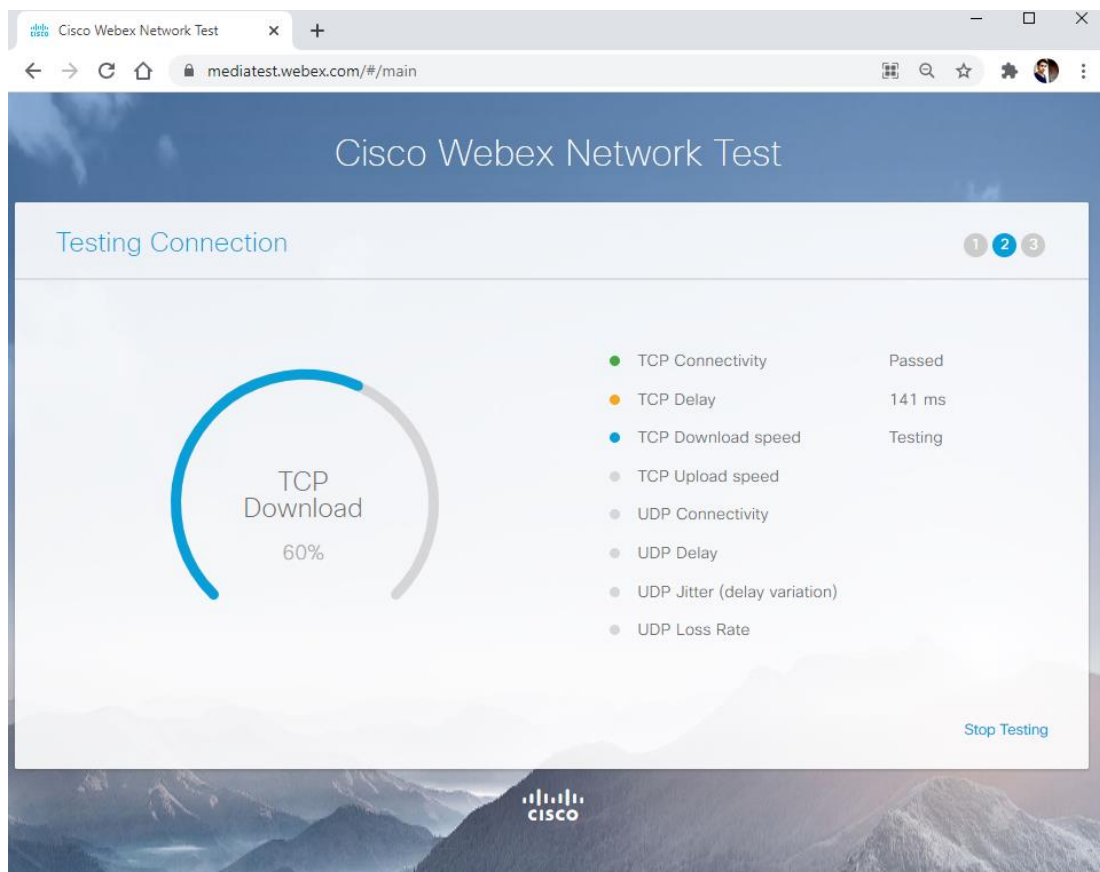 Cisco Webex Network Test
mediatest.webex.com/#/main
Cisco Webex Network Test
Testing Connection
1 2 3
TCP Connectivity Passed
TCP Delay 141 ms
TCP Download speed Testing
TCP Upload speed
UDP Connectivity
UDP Delay
UDP Jitter (delay variation)
UDP Loss Rate
TCP
Download
60%
Stop Testing
CISCO